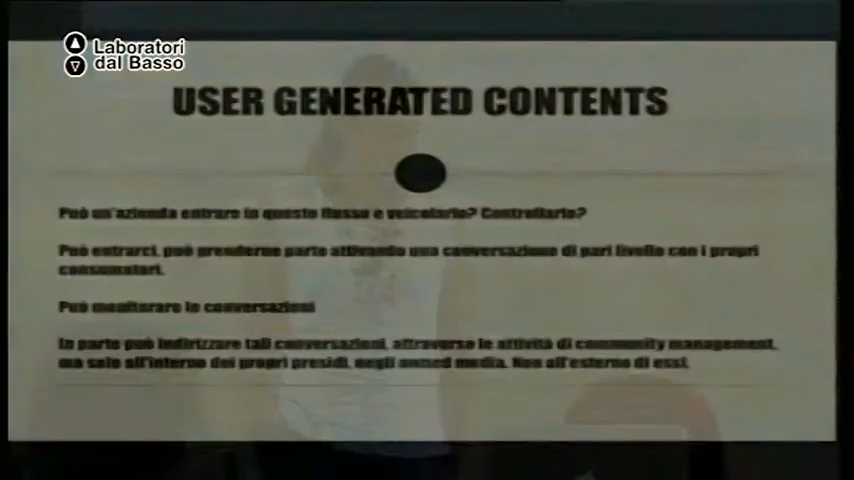 Laboratori
dal Basso
USER GENERATED CONTENTS
Può un'azienda entrare in questo flusso e veicolarlo? Controllarlo?
Può entrarci, può prenderne parte attivando una conversazione di pari livello con i propri
consumatori.
Può monitorare le conversazioni
In parte può indirizzare tali conversazioni, attraverso le attività di community management,
ma solo all'interno dei propri presidi, negli owned media. Non all'esterno di essi.